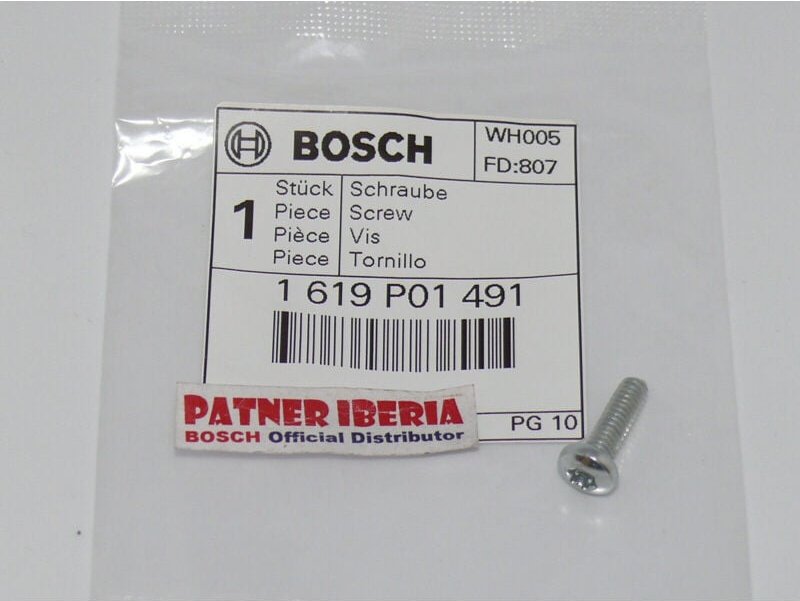 BOSCH
WH005
FD:807
1
Stück Schraube
Piece Screw
Pièce Vis
Piece Tornillo
1 619 P01 491
PATNER IBERIA
BOSCH Official Distributor
PG 10